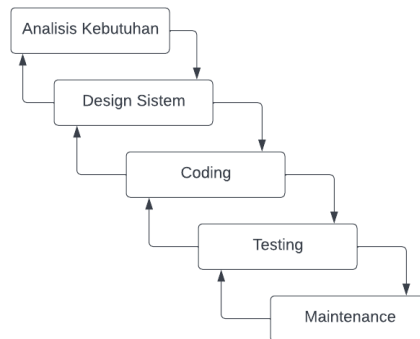 Analisis Kebutuhan
Design Sistem
Coding
Testing
Maintenance